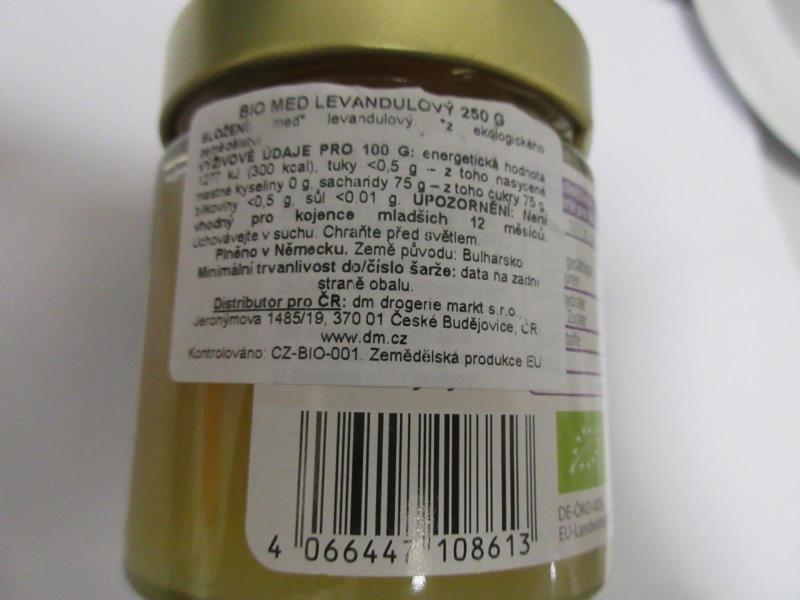 BIO MED LEVANDULOVÝ 250 G
SLOŽENÍ: med* levandulový. *z ekologického
zemědělství.
VÝŽIVOVÉ ÚDAJE PRO 100 G: energetická hodnota
1277 kJ (300 kcal), tuky <0,5 g – z toho nasycené
mastné kyseliny 0 g, sacharidy 75 g – z toho cukry 75 g,
bílkoviny <0,5 g, sůl <0.01 g. UPOZORNĚNÍ: Není
vhodný pro kojence mladších 12 měsíců.
Uchovávejte v suchu. Chraňte před světlem.
Plněno v Německu. Země původu: Bulharsko
Minimální trvanlivost do/číslo šarže: data na zadní
straně obalu.
Distributor pro ČR: dm drogerie markt s.r.o.,
Jeronýmova 1485/19, 370 01 České Budějovice, ČR
www.dm.cz
Kontrolováno: CZ-BIO-001. Zemědělská produkce EU
DE-ÖKO-00
EU-Landwirt
4 066447 108613